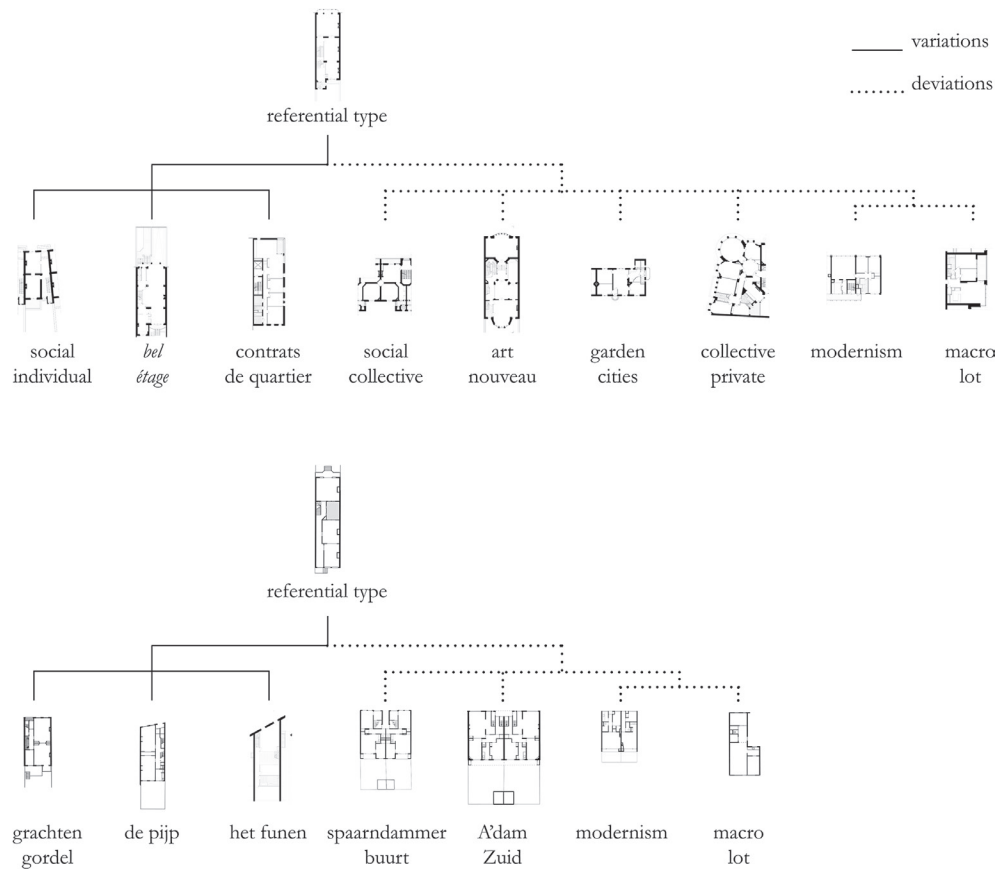 variations
deviations
referential type
social
individual
bel
étage
contrats
de quartier
social
collective
art
nouveau
garden
cities
collective
private
modernism
macro
lot
referential type
grachten
gordel
de pijp
het funen
spaarndammer
buurt
A'dam
Zuid
modernism
macro
lot